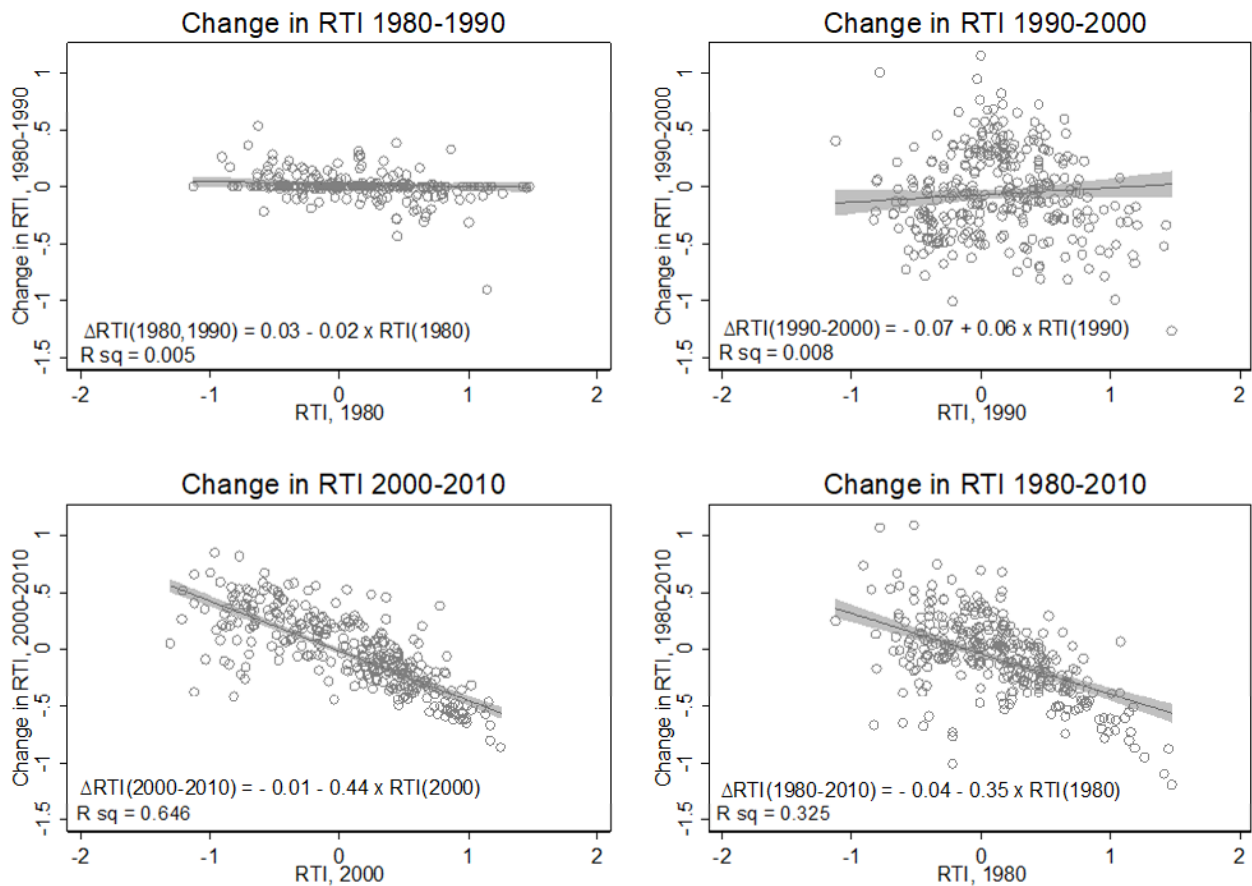 Change in RTI 1980-1990
Change in RTI, 1980-1990
1
.5
0
-.5
-1
-1.5
ΔRTI(1980,1990) = 0.03 - 0.02 x RTI(1980)
R sq = 0.005
-2
-1
0
1
2
RTI, 1980
Change in RTI 1990-2000
Change in RTI, 1990-2000
1
.5
0
-.5
-1
-1.5
ΔRTI(1990-2000) = - 0.07 + 0.06 x RTI(1990)
R sq = 0.008
-2
-1
0
1
2
RTI, 1990
Change in RTI 2000-2010
Change in RTI, 2000-2010
1
.5
0
-.5
-1
-1.5
ΔRTI(2000-2010) = - 0.01 - 0.44 x RTI(2000)
R sq = 0.646
-2
-1
0
1
2
RTI, 2000
Change in RTI 1980-2010
Change in RTI, 1980-2010
1
.5
0
-.5
-1
-1.5
ΔRTI(1980-2010) = - 0.04 - 0.35 x RTI(1980)
R sq = 0.325
-2
-1
0
1
2
RTI, 1980